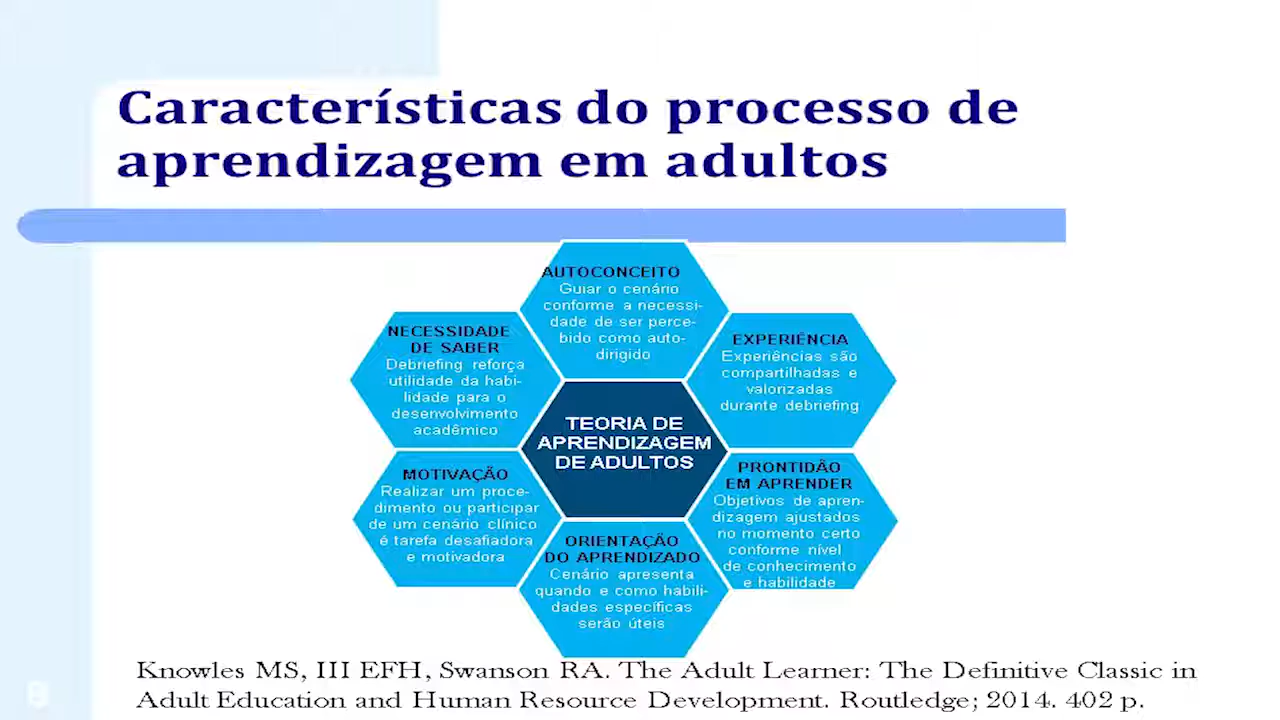 Características do processo de
aprendizagem em adultos
AUTOCONCEITO
Guiar o cenário
conforme a necessi-
dade de ser perce-
bido como auto-
dirigido
NECESSIDADE
DE SABER
Debriefing reforça
utilidade da habi-
lidade para o
desenvolvimento
acadêmico
EXPERIÊNCIA
Experiências são
compartilhadas e
valorizadas
durante debriefing
TEORIA DE
APRENDIZAGEM
DE ADULTOS
MOTIVAÇÃO
Realizar um proce-
dimento ou participar
de um cenário clínico
é tarefa desafiadora
e motivadora
PRONTIDÃO
EM APRENDER
Objetivos de apren-
dizagem ajustados
no momento certo
conforme nível
de conhecimento
e habilidade
ORIENTAÇÃO
DO APRENDIZADO
Cenário apresenta
quando e como habili-
dades específicas
serão úteis
Knowles MS, III EFH, Swanson RA. The Adult Learner: The Definitive Classic in
Adult Education and Human Resource Development. Routledge; 2014. 402 p.